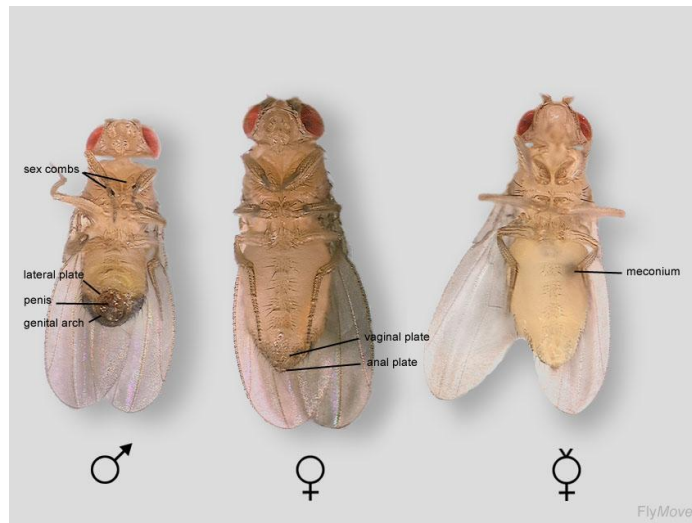 sex combs
lateral plate
penis
genital arch
vaginal plate
anal plate
meconium
♂
♀
☿
FlyMove